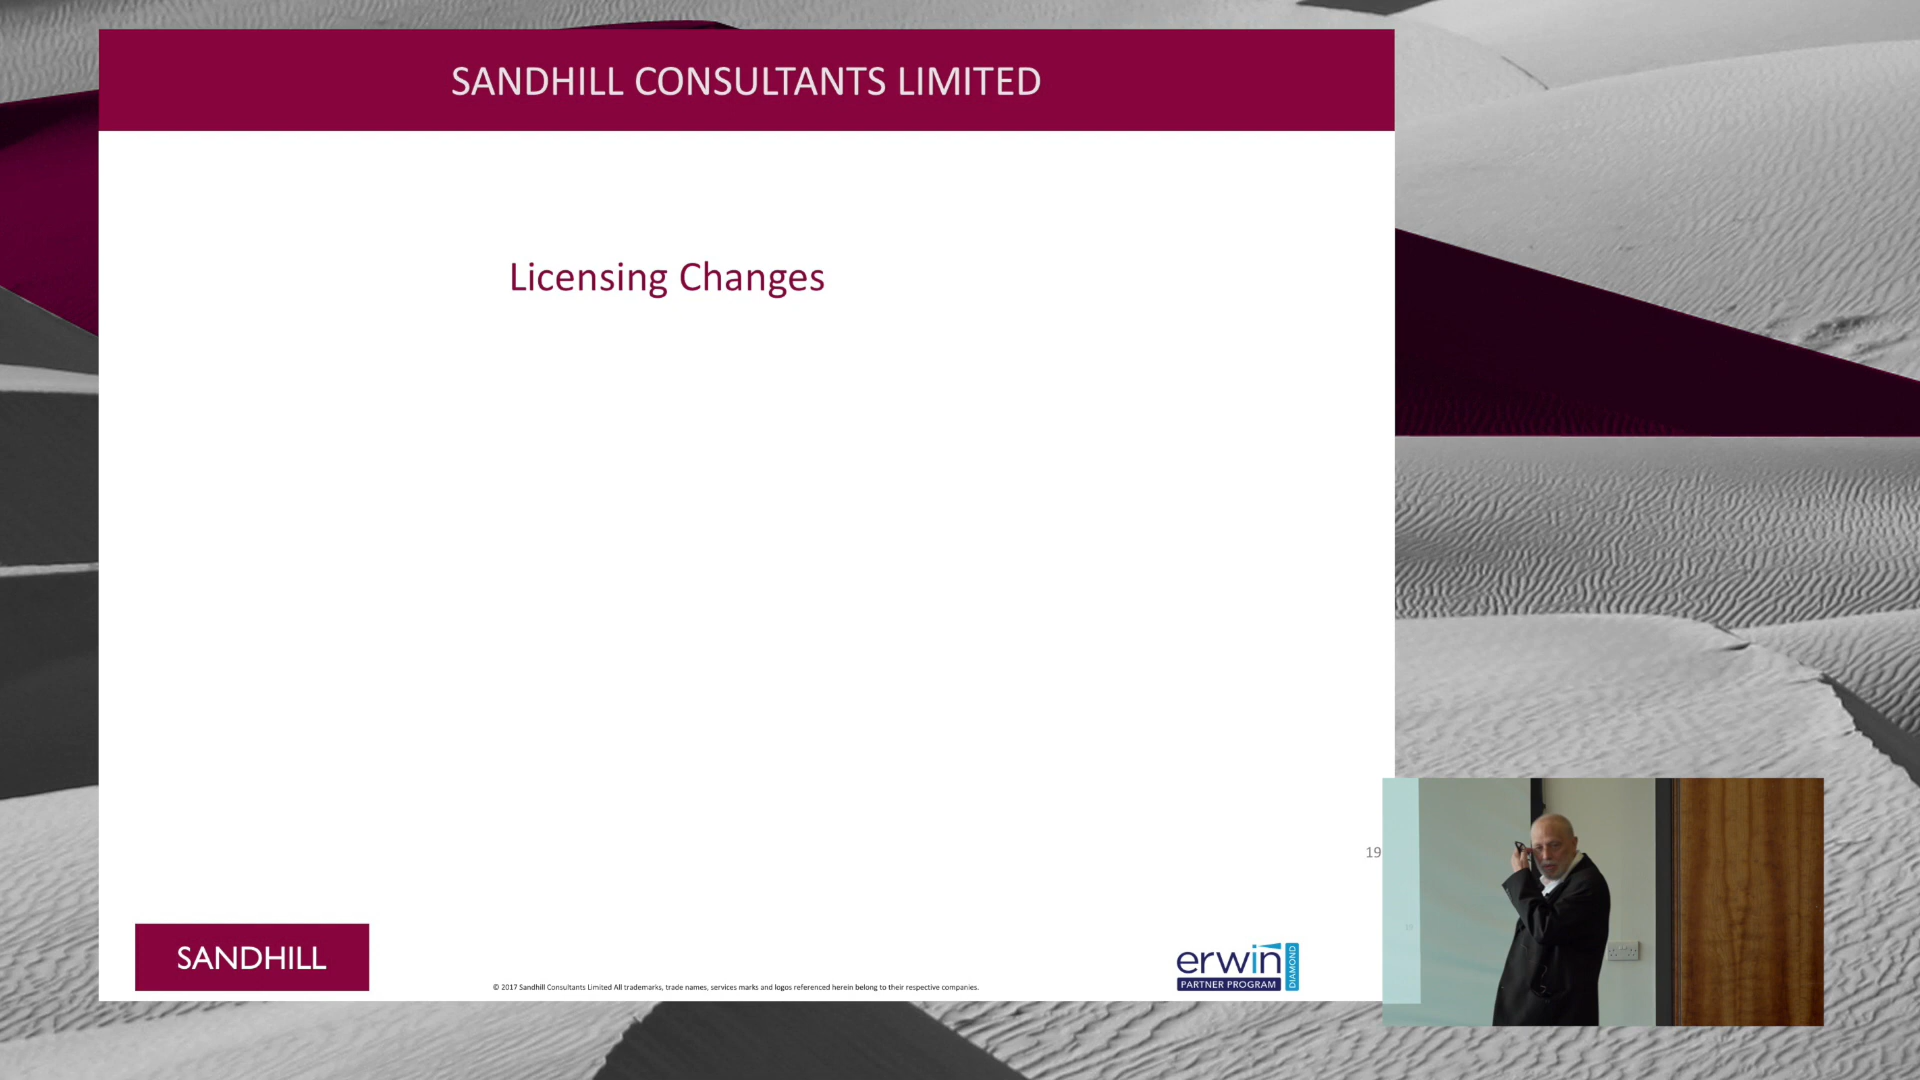 SANDHILL CONSULTANTS LIMITED
Licensing Changes
19
SANDHILL
© 2017 Sandhill Consultants Limited All trademarks, trade names, services marks and logos referenced herein belong to their respective companies.
erwin
PARTNER PROGRAM
DIAMOND